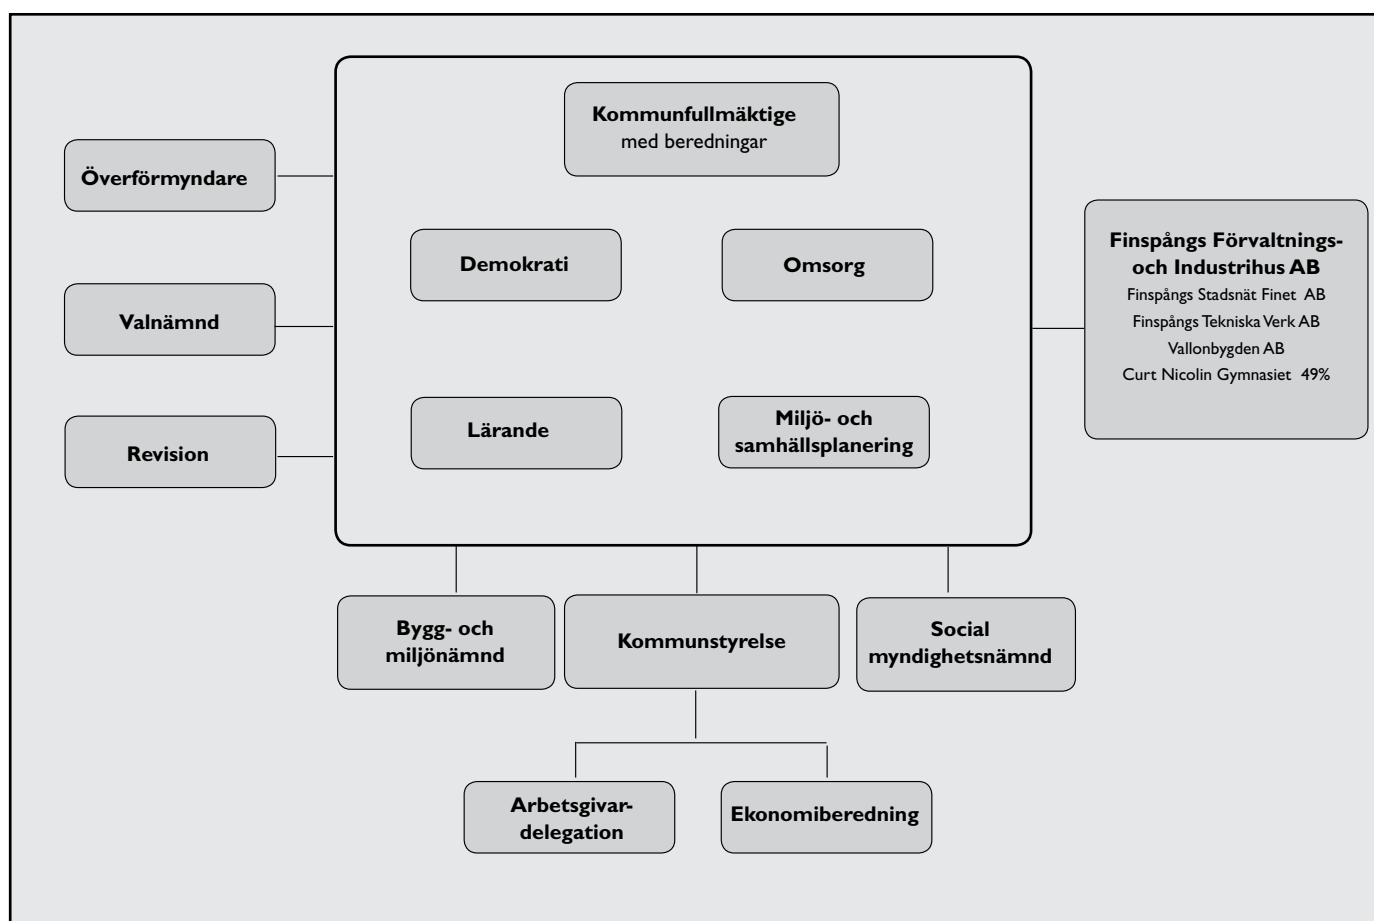 Kommunfullmäktige
med beredningar
Överförmyndare
Valnämnd
Revision
Demokrati
Omsorg
Lärande
Miljö- och
samhällsplanering
Finspångs Förvaltnings-
och Industrihus AB
Finspångs Stadsnät Finet AB
Finspångs Tekniska Verk AB
Vallonbygden AB
Curt Nicolin Gymnasiet 49%
Bygg- och
miljönämnd
Kommunstyrelse
Social
myndighetsnämnd
Arbetsgivar-
delegation
Ekonomiberedning